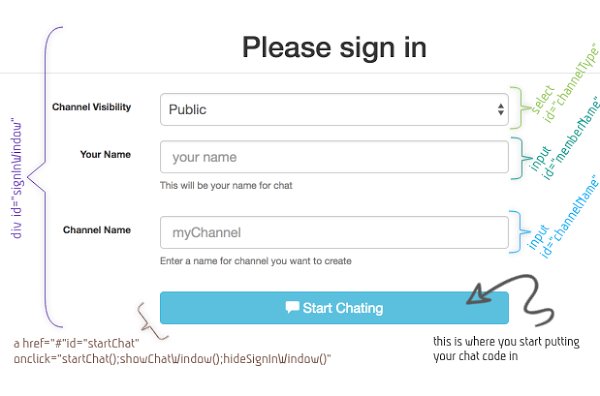 Please sign in
div id="signInWindow"
Channel Visibility
Public
select
id="channelType"
Your Name
your name
input
id="memberName"
This will be your name for chat
Channel Name
myChannel
input
id="channelName"
Enter a name for channel you want to create
Start Chating
a href="#"id="startChat"
onclick="startChat();showChatWindow();hideSignInWindow()"
this is where you start putting
your chat code in